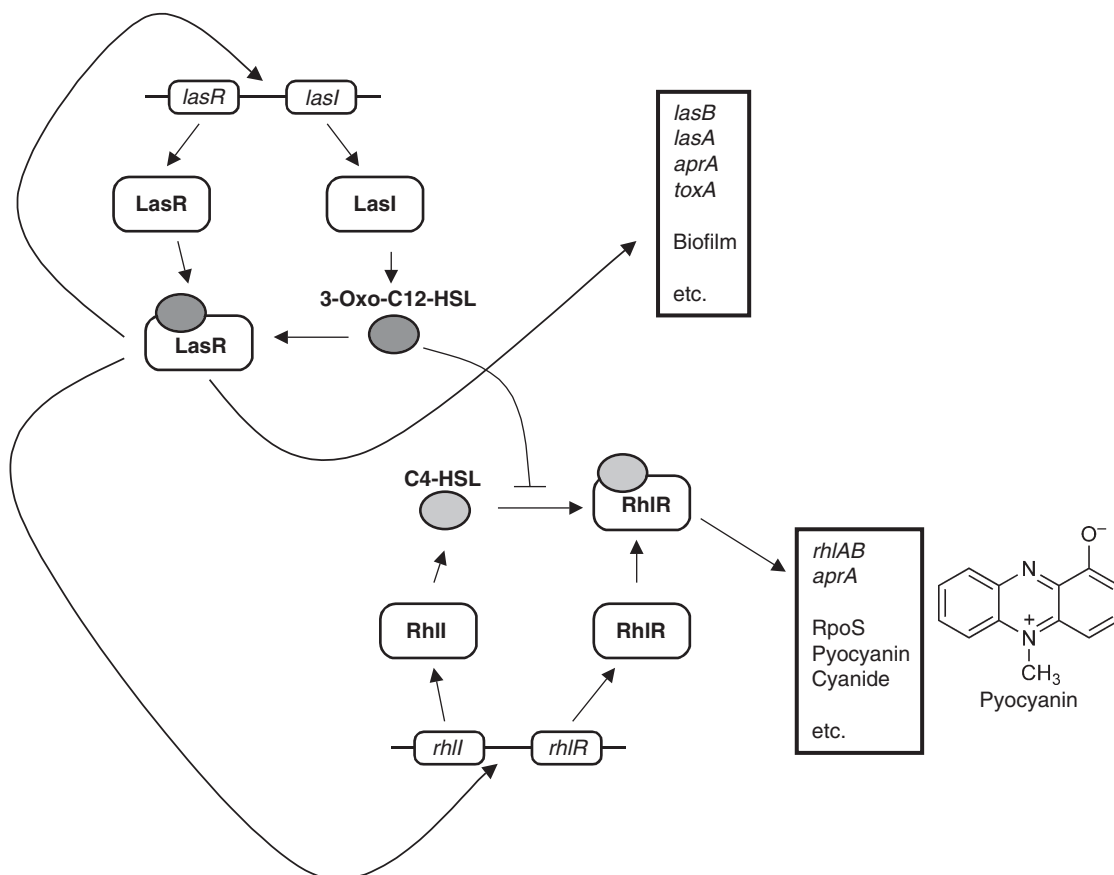 lasR
lasI
LasR
LasI
3-Oxo-C12-HSL
LasR
lasB
lasA
aprA
toxA
Biofilm
etc.
C4-HSL
RhlR
RhlI
RhlR
rhlI
rhlR
rhlAB
aprA
RpoS
Pyocyanin
Cyanide
etc.
O−
N
+
N
CH3
Pyocyanin